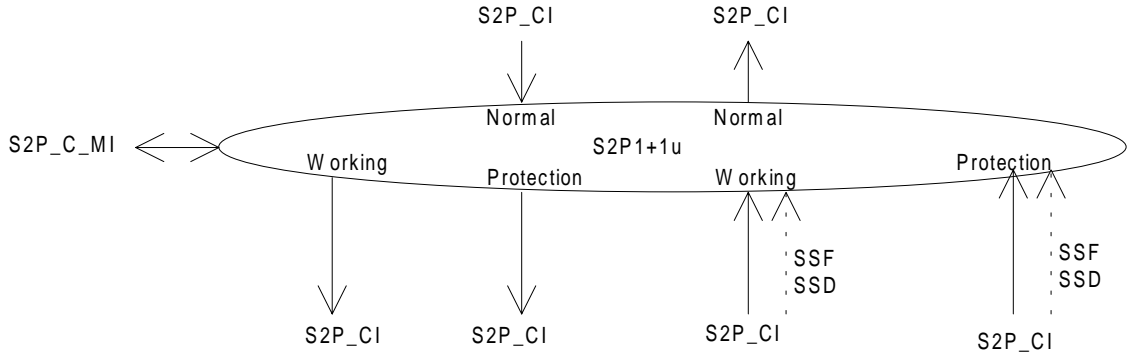 S2P_CI S2P_CI
Normal Normal
S2P_C_MI S2P1+1u
Working Protection Working Protection
SSF SSF
SSD SSD
S2P_CI S2P_CI S2P_CI S2P_CI